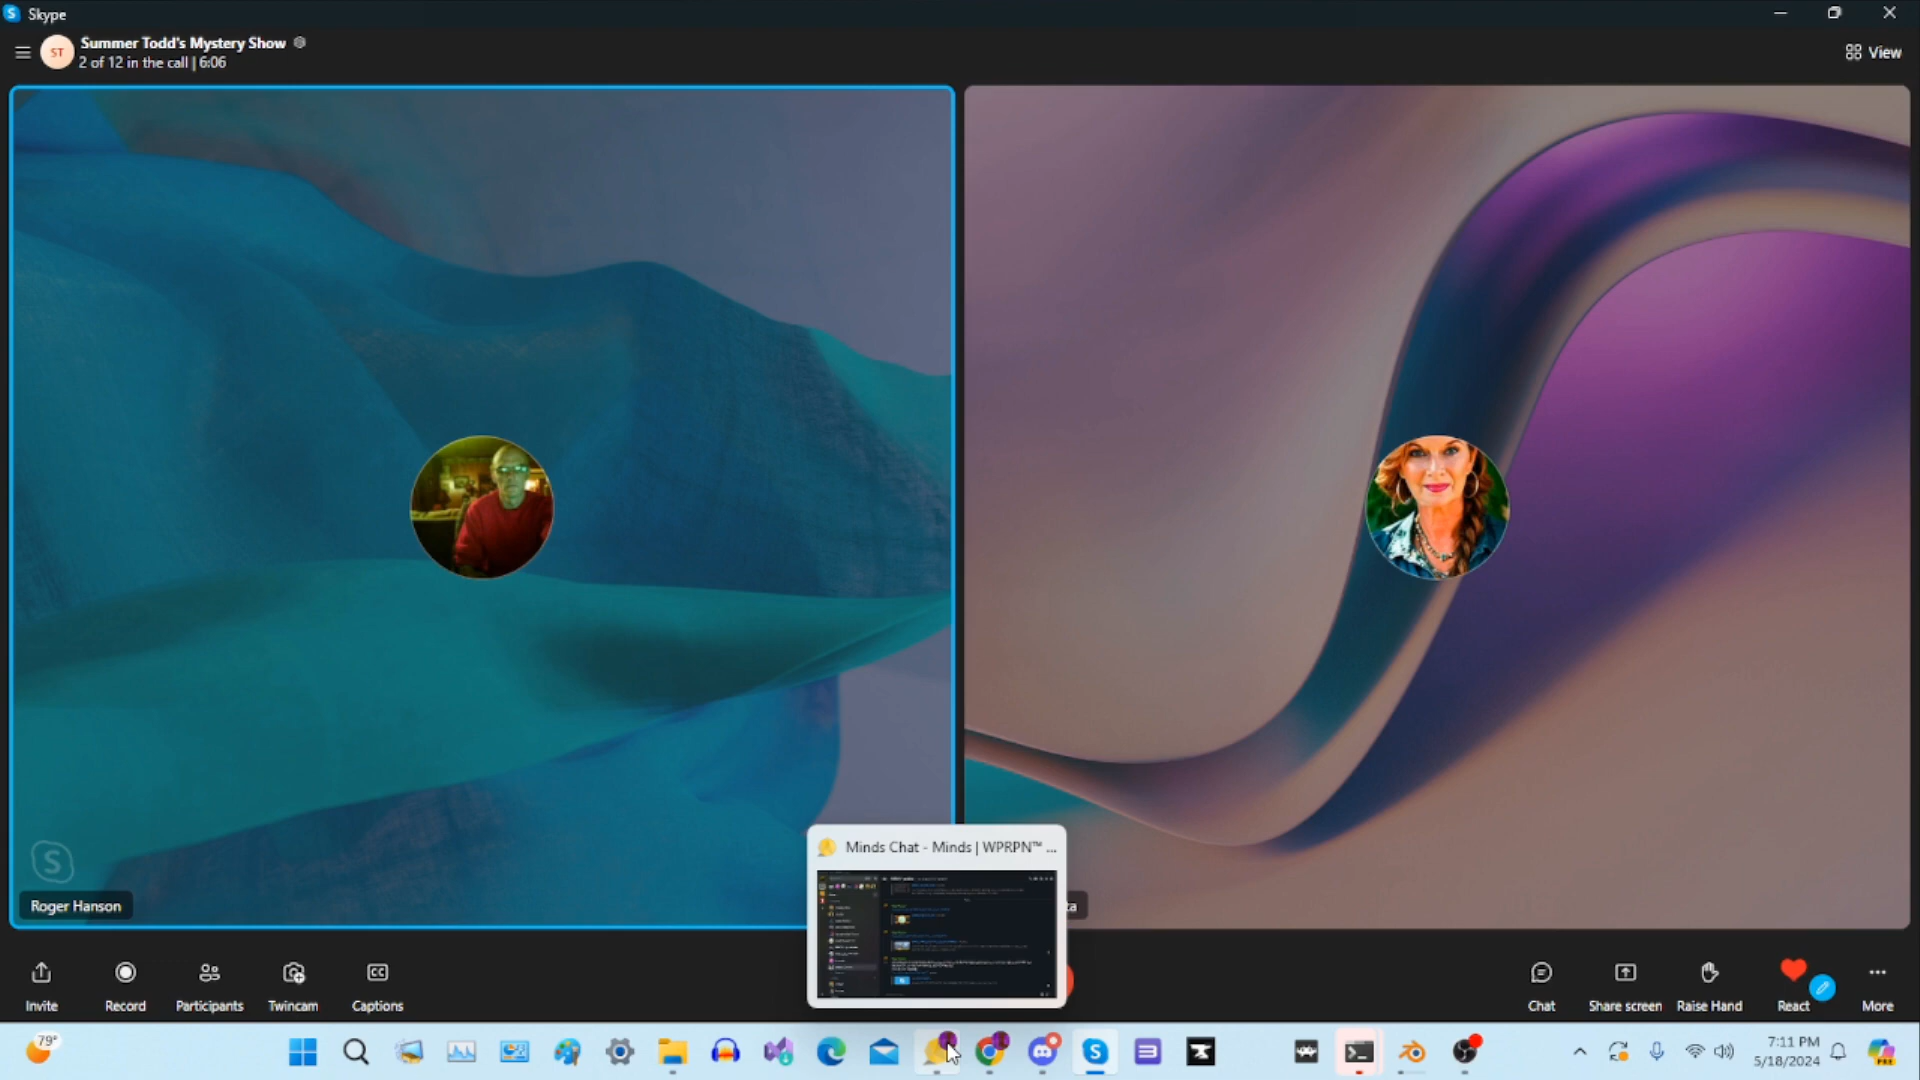 Skype
ST
Summer Todd's Mystery Show
2 of 12 in the call | 6:06
View
Roger Hanson
Minds Chat - Minds | WPRPN™ ...
ta
Invite
Record
Participants
Twincam
Captions
Chat
Share screen
Raise Hand
React
More
79°
7:11 PM
5/18/2024